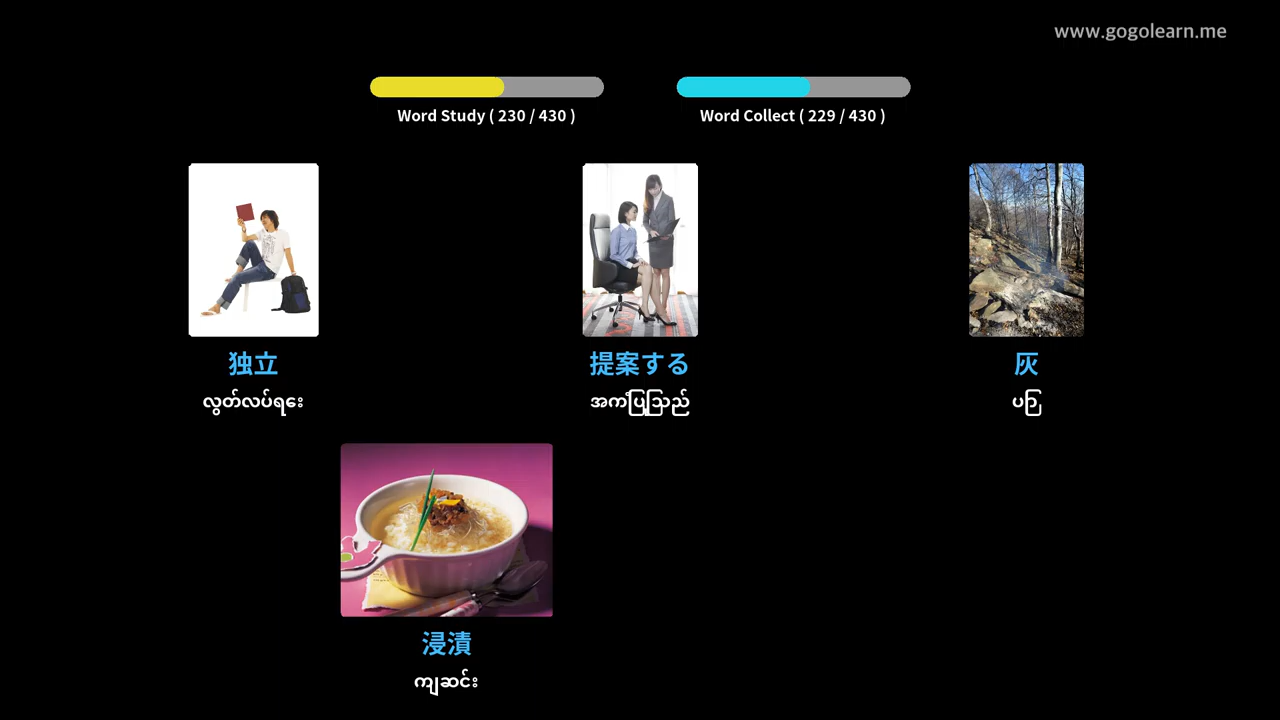 www.gogolearn.me
Word Study ( 230 / 430 )
Word Collect ( 229 / 430 )
独立
လွတ်လပ်ရေး
提案する
အကံပြုသြည်
灰
ပြာ
浸漬
ကျဆင်း